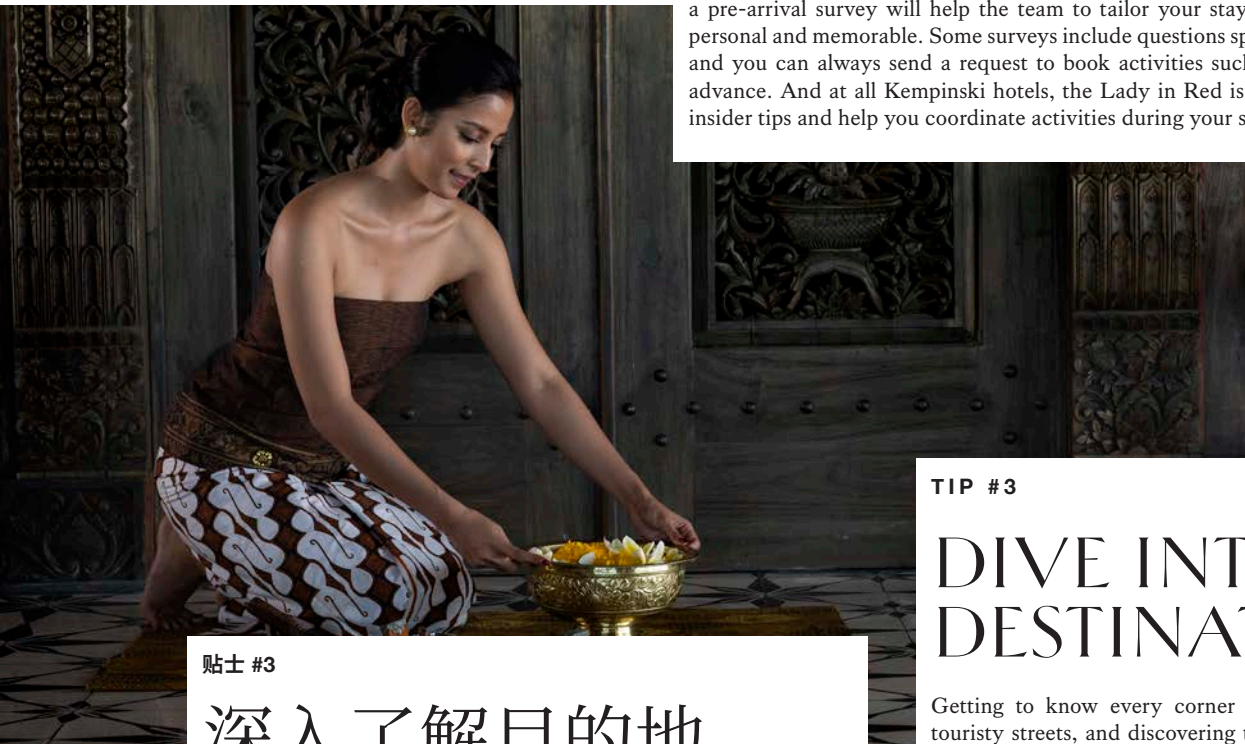 a pre-arrival survey will help the team to tailor your stay
personal and memorable. Some surveys include questions
and you can always send a request to book activities
advance. And at all Kempinski hotels, the Lady in Red is
insider tips and help you coordinate activities during your
贴士 #3
深入了解目的地
TIP #3
DIVE
Getting to know every corner
touristy streets, and discovering